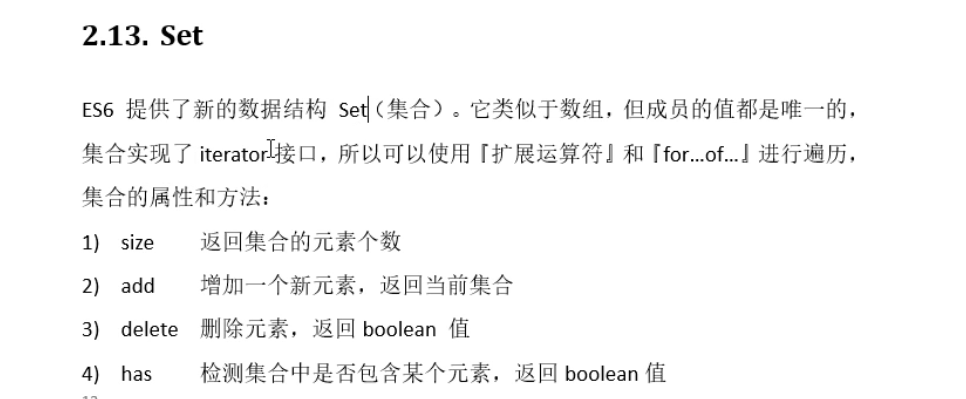 2.13. Set
ES6 提供了新的数据结构 Set（集合）。它类似于数组，但成员的值都是唯一的，
集合实现了 iterator 接口，所以可以使用『扩展运算符』和『for…of…』进行遍历，
集合的属性和方法：
1) size 返回集合的元素个数
2) add 增加一个新元素，返回当前集合
3) delete 删除元素，返回 boolean 值
4) has 检测集合中是否包含某个元素，返回 boolean 值